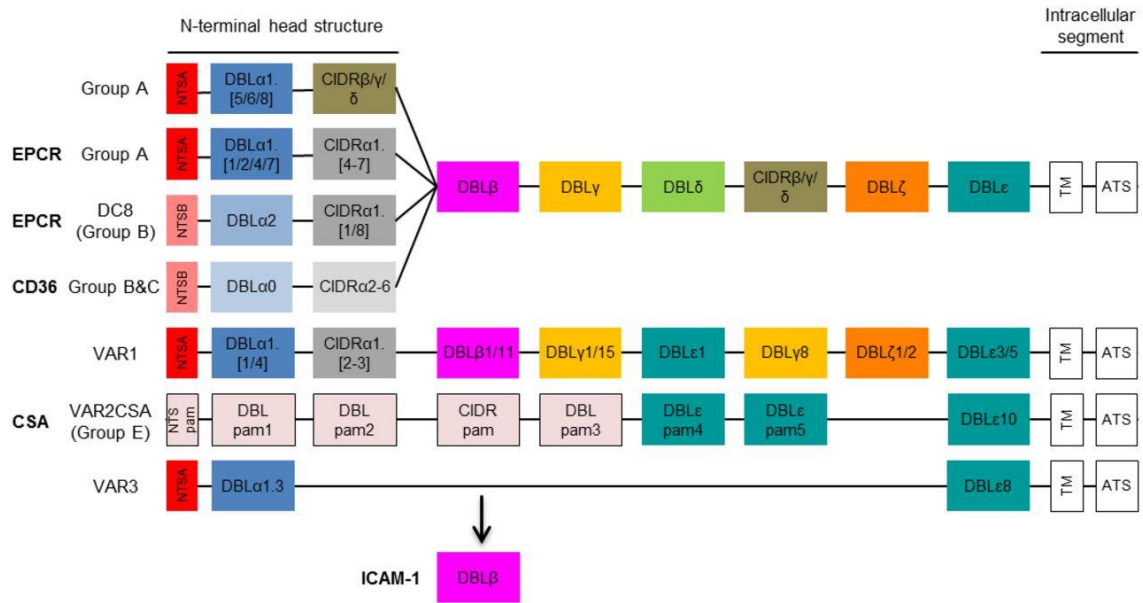 N-terminal head structure
Intracellular
segment
Group A
NTSA
DBLα1.
[5/6/8]
CIDRβ/γ/
δ
EPCR Group A
NTSA
DBLα1.
[1/2/4/7]
CIDRα1.
[4-7]
DBLβ
DBLγ
DBLδ
CIDRβ/γ/
δ
DBLζ
DBLε
TM
ATS
EPCR
DC8
(Group B)
NTSB
DBLα2
CIDRα1.
[1/8]
CD36 Group B&C
NTSB
DBLα0
CIDRα2-6
VAR1
NTSA
DBLα1.
[1/4]
CIDRα1.
[2-3]
DBLβ1/11
DBLγ1/15
DBLε1
DBLγ8
DBLζ1/2
DBLε3/5
TM
ATS
CSA
VAR2CSA
(Group E)
NTS
pam
DBL
pam1
DBL
pam2
CIDR
pam
DBL
pam3
DBLε
pam4
DBLε
pam5
DBLε10
TM
ATS
VAR3
NTSA
DBLα1.3
DBLε8
TM
ATS
ICAM-1
DBLβ